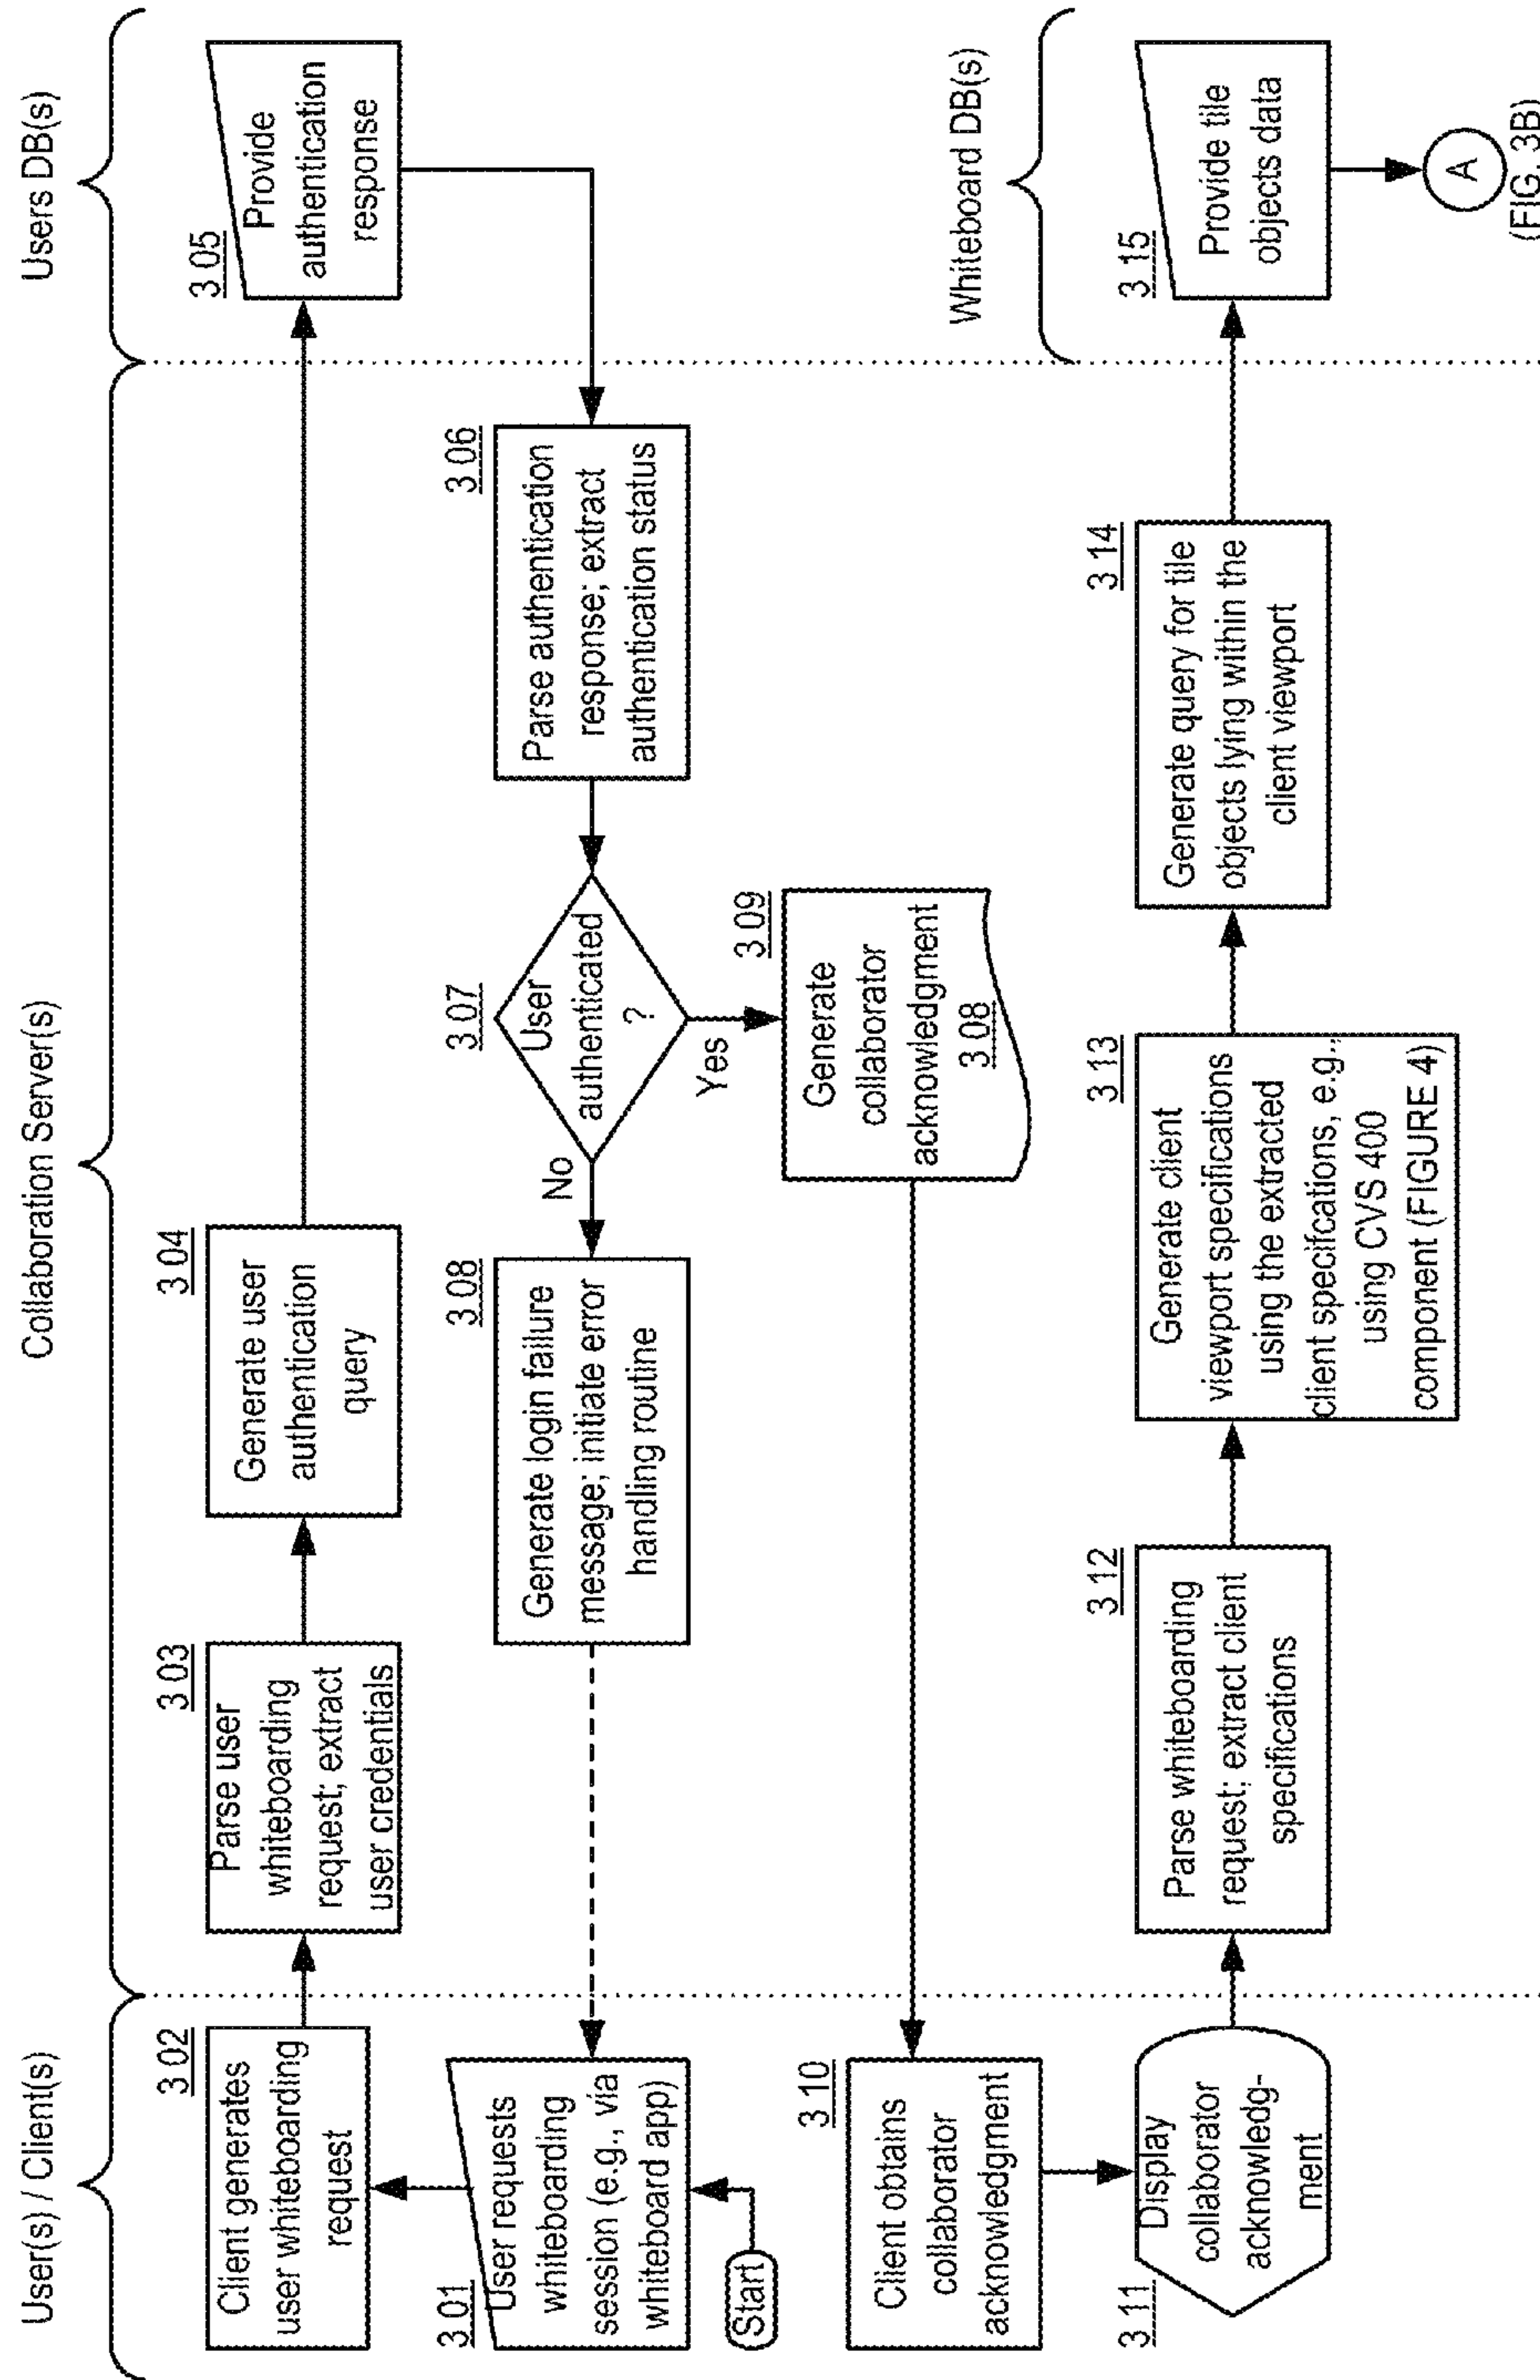 User(s) / Client(s)
Collaboration Server(s)
Users DB(s)
3 02
Client generates
user whiteboarding
request
3 03
Parse user
whiteboarding
request; extract
user credentials
3 04
Generate user
authentication
query
3 05
Provide
authentication
response
3 01
User requests
whiteboarding
session (e.g., via
whiteboard app)
Start
3 08
Generate login failure
message; initiate error
handling routine
No
3 07
User
authenticated
?
Yes
3 06
Parse authentication
response; extract
authentication status
3 09
Generate
collaborator
acknowledgment
3 08
3 10
Client obtains
collaborator
acknowledgment
Whiteboard DB(s)
3 11
Display
collaborator
acknowledg-
ment
3 12
Parse whiteboarding
request; extract client
specifications
3 13
Generate client
viewport specifications
using the extracted
client specifcations, e.g.,
using CVS 400
component (FIGURE 4)
3 14
Generate query for tile
objects lying within the
client viewport
3 15
Provide tile
objects data
A
(FIG. 3B)